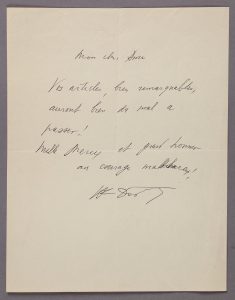 Mon cher
Vos articles, bien remarquables,
auront bien du mal a
passer !
Mille Mercis et grand honneur
au courage malheureux !